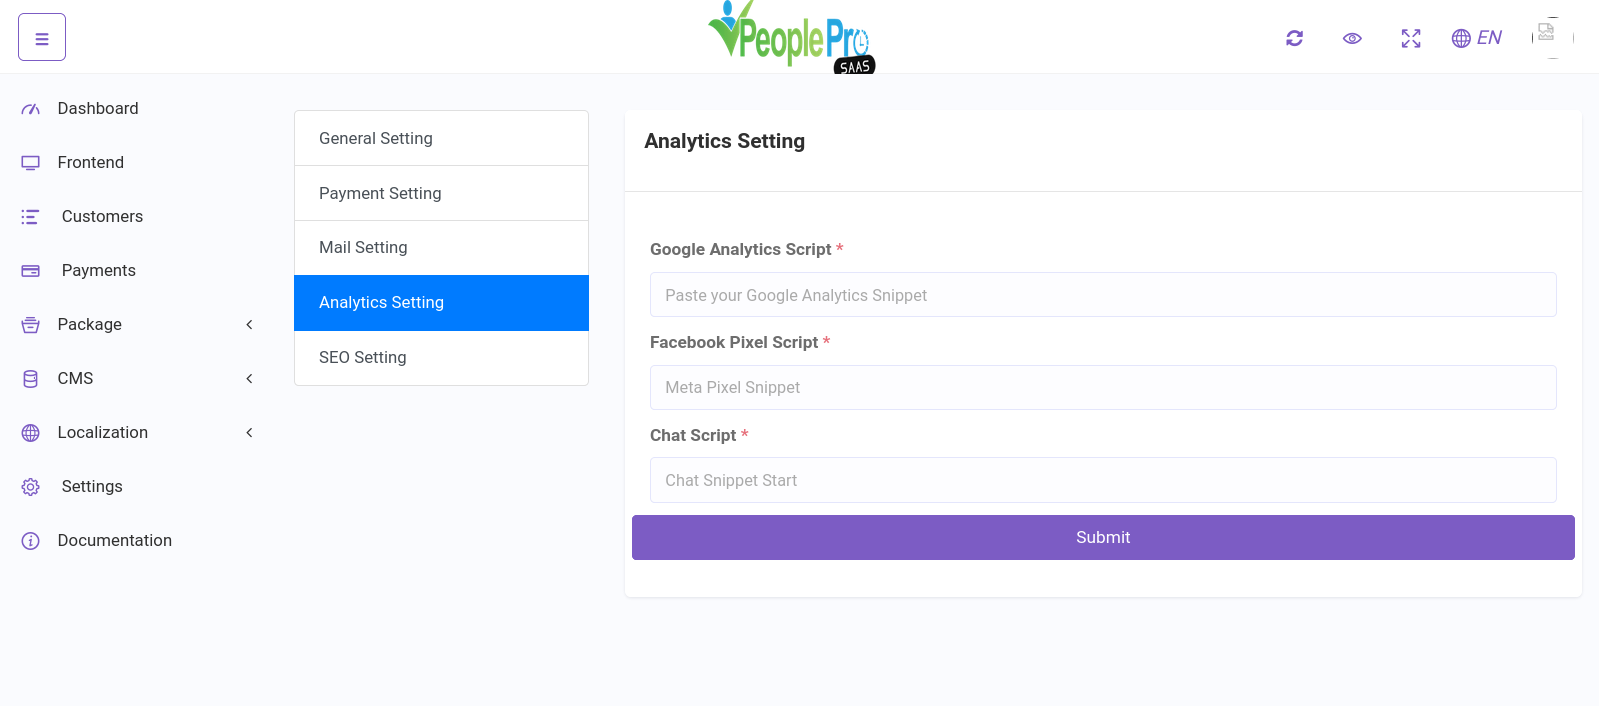 PeoplePro
SAAS
EN
Dashboard
Frontend
Customers
Payments
Package
CMS
Localization
Settings
Documentation
General Setting
Payment Setting
Mail Setting
Analytics Setting
SEO Setting
Analytics Setting
Google Analytics Script *
Paste your Google Analytics Snippet
Facebook Pixel Script *
Meta Pixel Snippet
Chat Script *
Chat Snippet Start
Submit